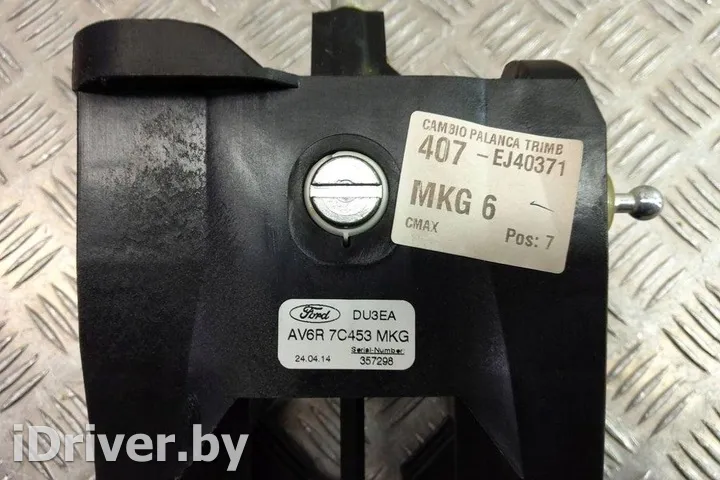 CAMBIO PALANCA TRIMB
407 - EJ40371
MKG 6
CMAX Pos: 7
Ford DU3EA
AV6R 7C453 MKG
24.04.14 Serial-Number
357298
iDriver.by